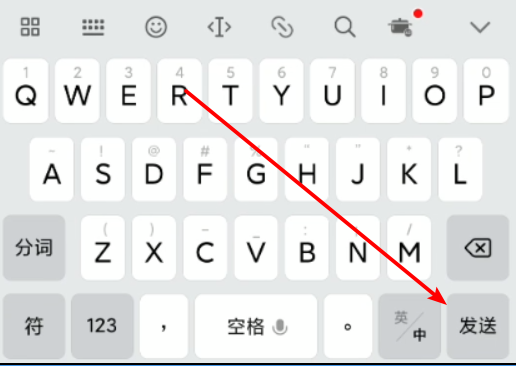 1 2 3 4 5 6 7 8 9 0
Q W E R T Y U I O P
~ ! @ # " " * ?
A S D F G H J K L
( ) - _ : /
分词 Z X C V B N M
符 123 , 空格 。 英/中 发送